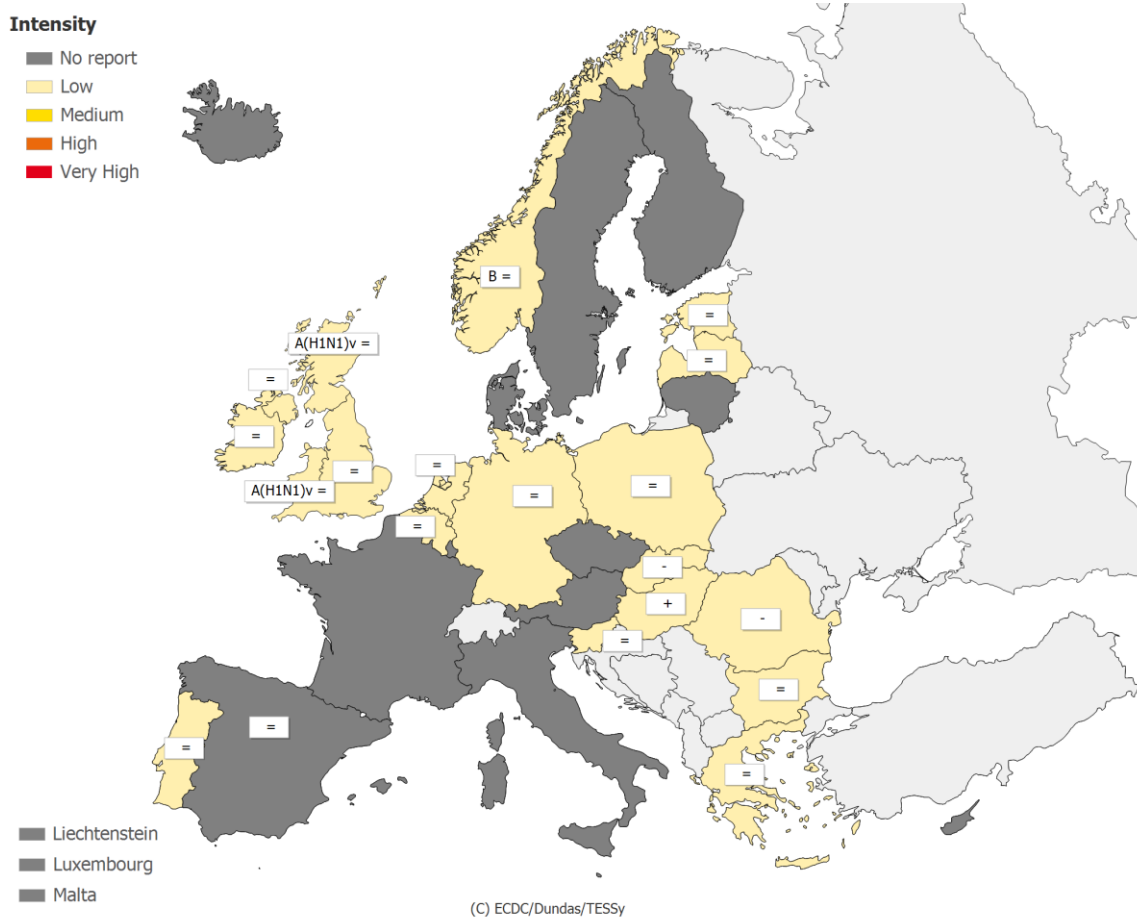 Intensity
No report
Low
Medium
High
Very High
B =
=
A(H1N1)v =
=
=
=
=
=
A(H1N1)v =
=
=
=
-
+
-
=
=
=
=
=
Liechtenstein
Luxembourg
Malta
(C) ECDC/Dundas/TESSy